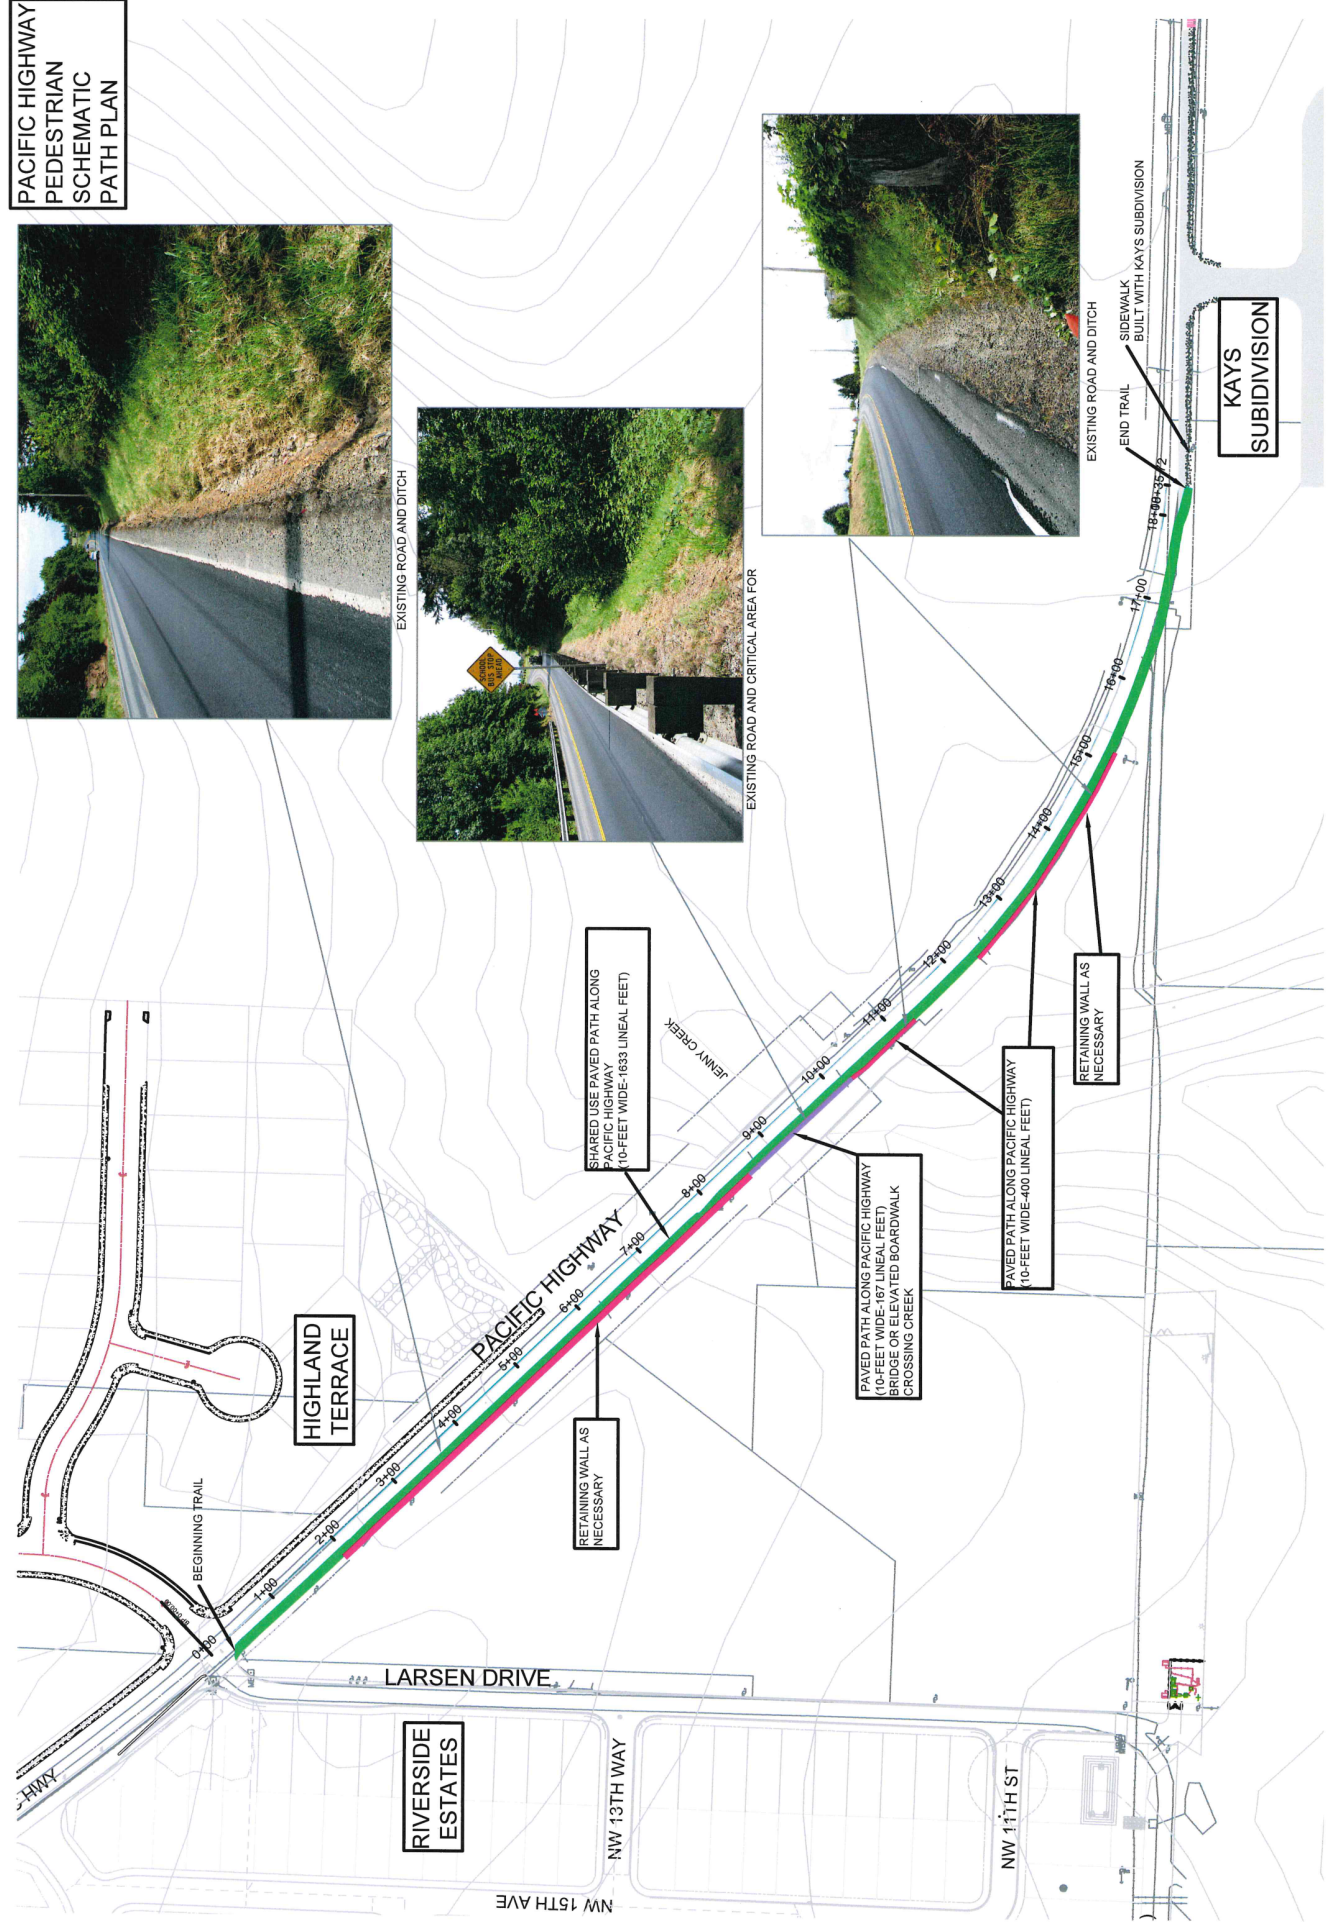 PACIFIC HIGHWAY
PEDESTRIAN
SCHEMATIC
PATH PLAN
EXISTING ROAD AND DITCH
SCHOOL
BUS STOP
AHEAD
EXISTING ROAD AND CRITICAL AREA FOR
EXISTING ROAD AND DITCH
END TRAIL
SIDEWALK
BUILT WITH KAYS SUBDIVISION
KAYS
SUBDIVISION
HIGHLAND
TERRACE
BEGINNING TRAIL
PACIFIC HIGHWAY
JENNY CREEK
SHARED USE PAVED PATH ALONG
PACIFIC HIGHWAY
(10-FEET WIDE-1633 LINEAL FEET)
RETAINING WALL AS
NECESSARY
PAVED PATH ALONG PACIFIC HIGHWAY
(10-FEET WIDE-167 LINEAL FEET)
BRIDGE OR ELEVATED BOARDWALK
CROSSING CREEK
PAVED PATH ALONG PACIFIC HIGHWAY
(10-FEET WIDE-400 LINEAL FEET)
RETAINING WALL AS
NECESSARY
0+00
1+00
2+00
3+00
4+00
5+00
6+00
7+00
8+00
9+00
10+00
11+00
12+00
13+00
14+00
15+00
16+00
17+00
18+00
LARSEN DRIVE
RIVERSIDE
ESTATES
HWY
NW 13TH WAY
NW 11TH ST
NW 15TH AVE